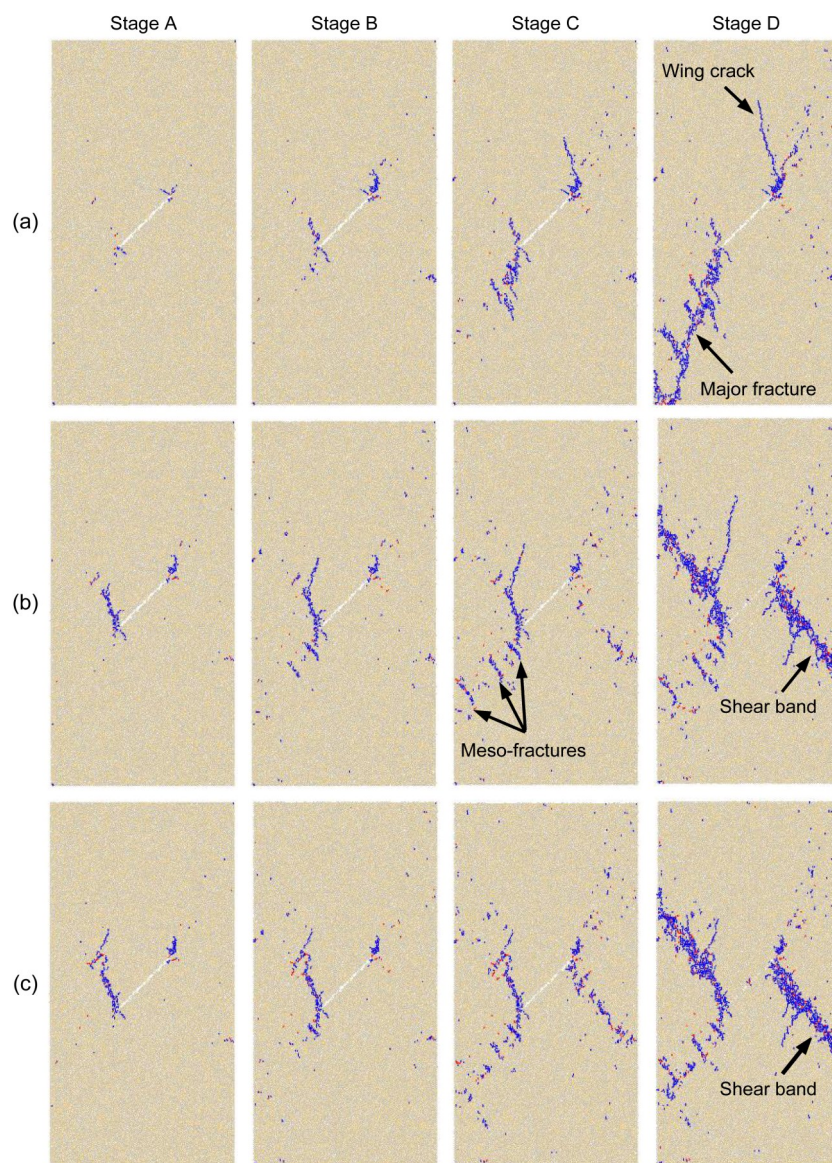 Stage A
Stage B
Stage C
Stage D
Wing crack
(a)
Major fracture
(b)
Shear band
Meso-fractures
(c)
Shear band